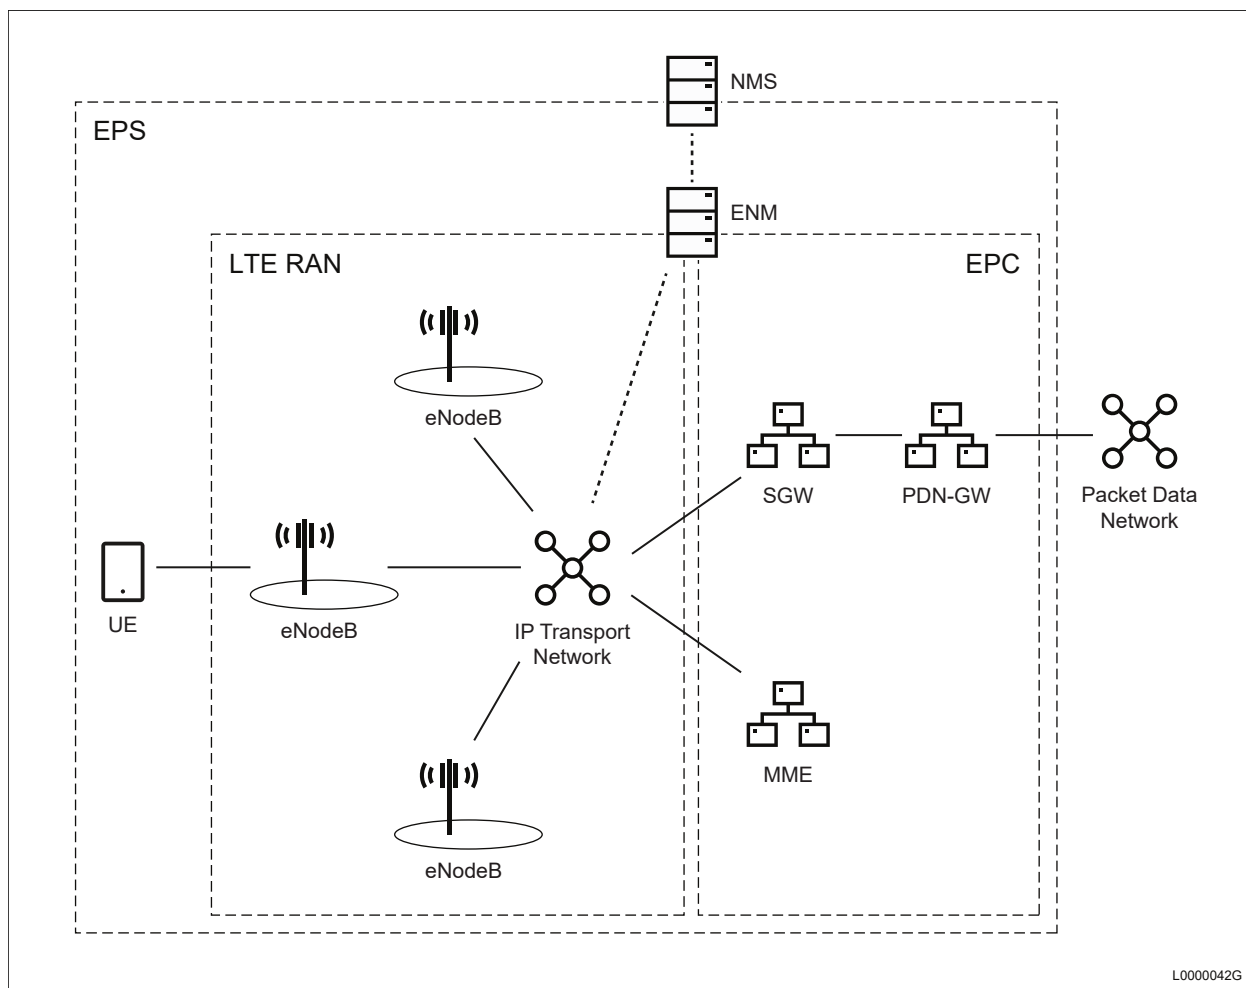 NMS
EPS
ENM
LTE RAN
EPC
eNodeB
SGW
PDN-GW
Packet Data
Network
UE
eNodeB
IP Transport
Network
MME
eNodeB
L0000042G